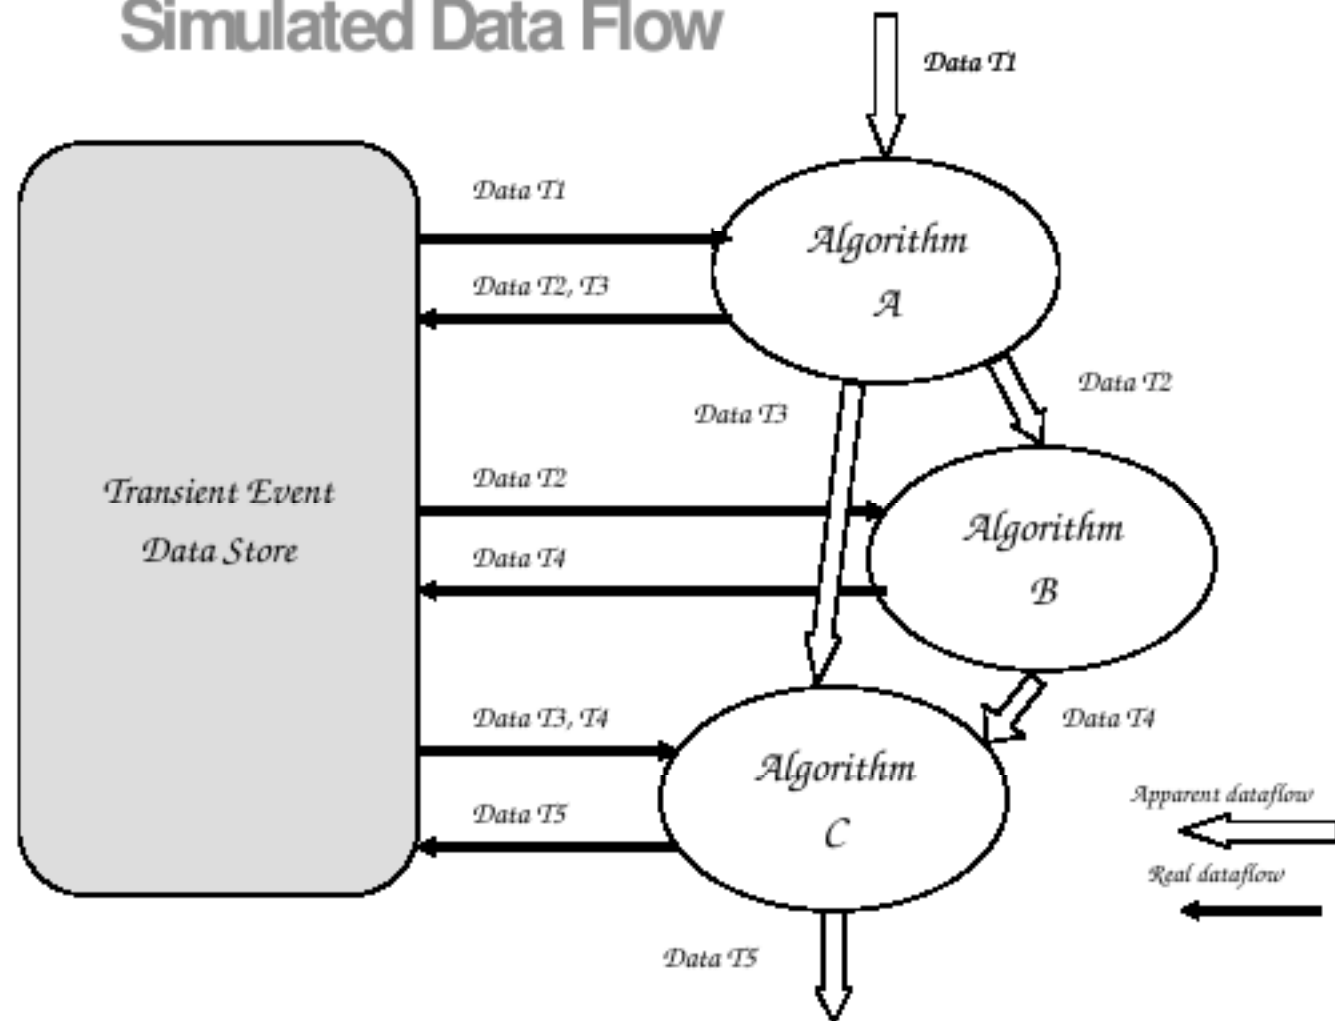 Simulated Data Flow
Data T1
Data T1
Algorithm
A
Data T2, T3
Data T2
Data T3
Transient Event
Data Store
Data T2
Algorithm
B
Data T4
Data T3, T4
Data T4
Algorithm
C
Data T5
Apparent dataflow
Real dataflow
Data T5